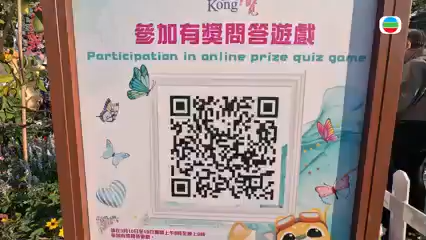 Kong
參加有獎問答遊戲
Participation in online prize quiz game